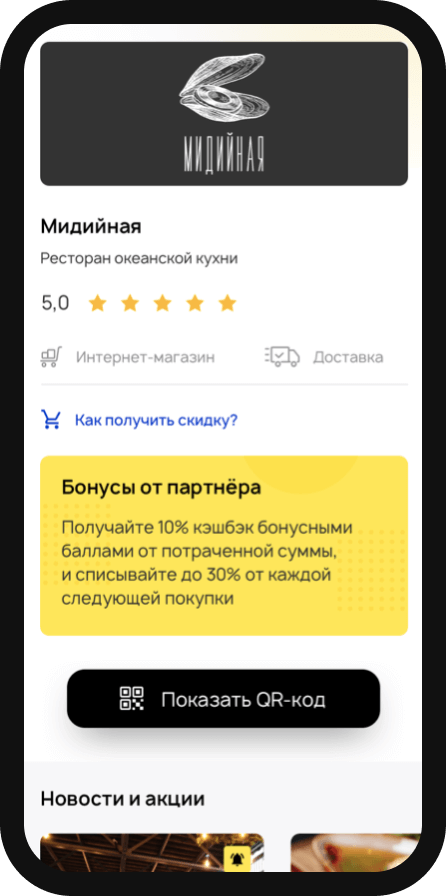 МИДИЙНАЯ
Мидийная
Ресторан океанской кухни
5,0
Интернет-магазин Доставка
Как получить скидку?
Бонусы от партнёра
Получайте 10% кэшбэк бонусными
баллами от потраченной суммы,
и списывайте до 30% от каждой
следующей покупки
Показать QR-код
Новости и акции